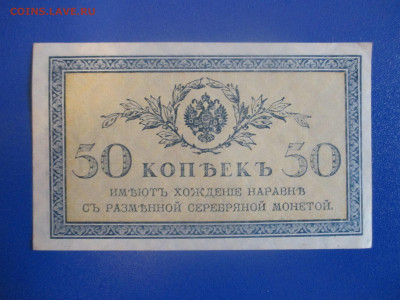 COINS.LAVE.RU
50 КОПѢЕКЪ 50
ИМѢЮТЪ ХОЖДЕНІЕ НАРАВНѢ
СЪ РАЗМѢННОЙ СЕРЕБРЯНОЙ МОНЕТОЙ.